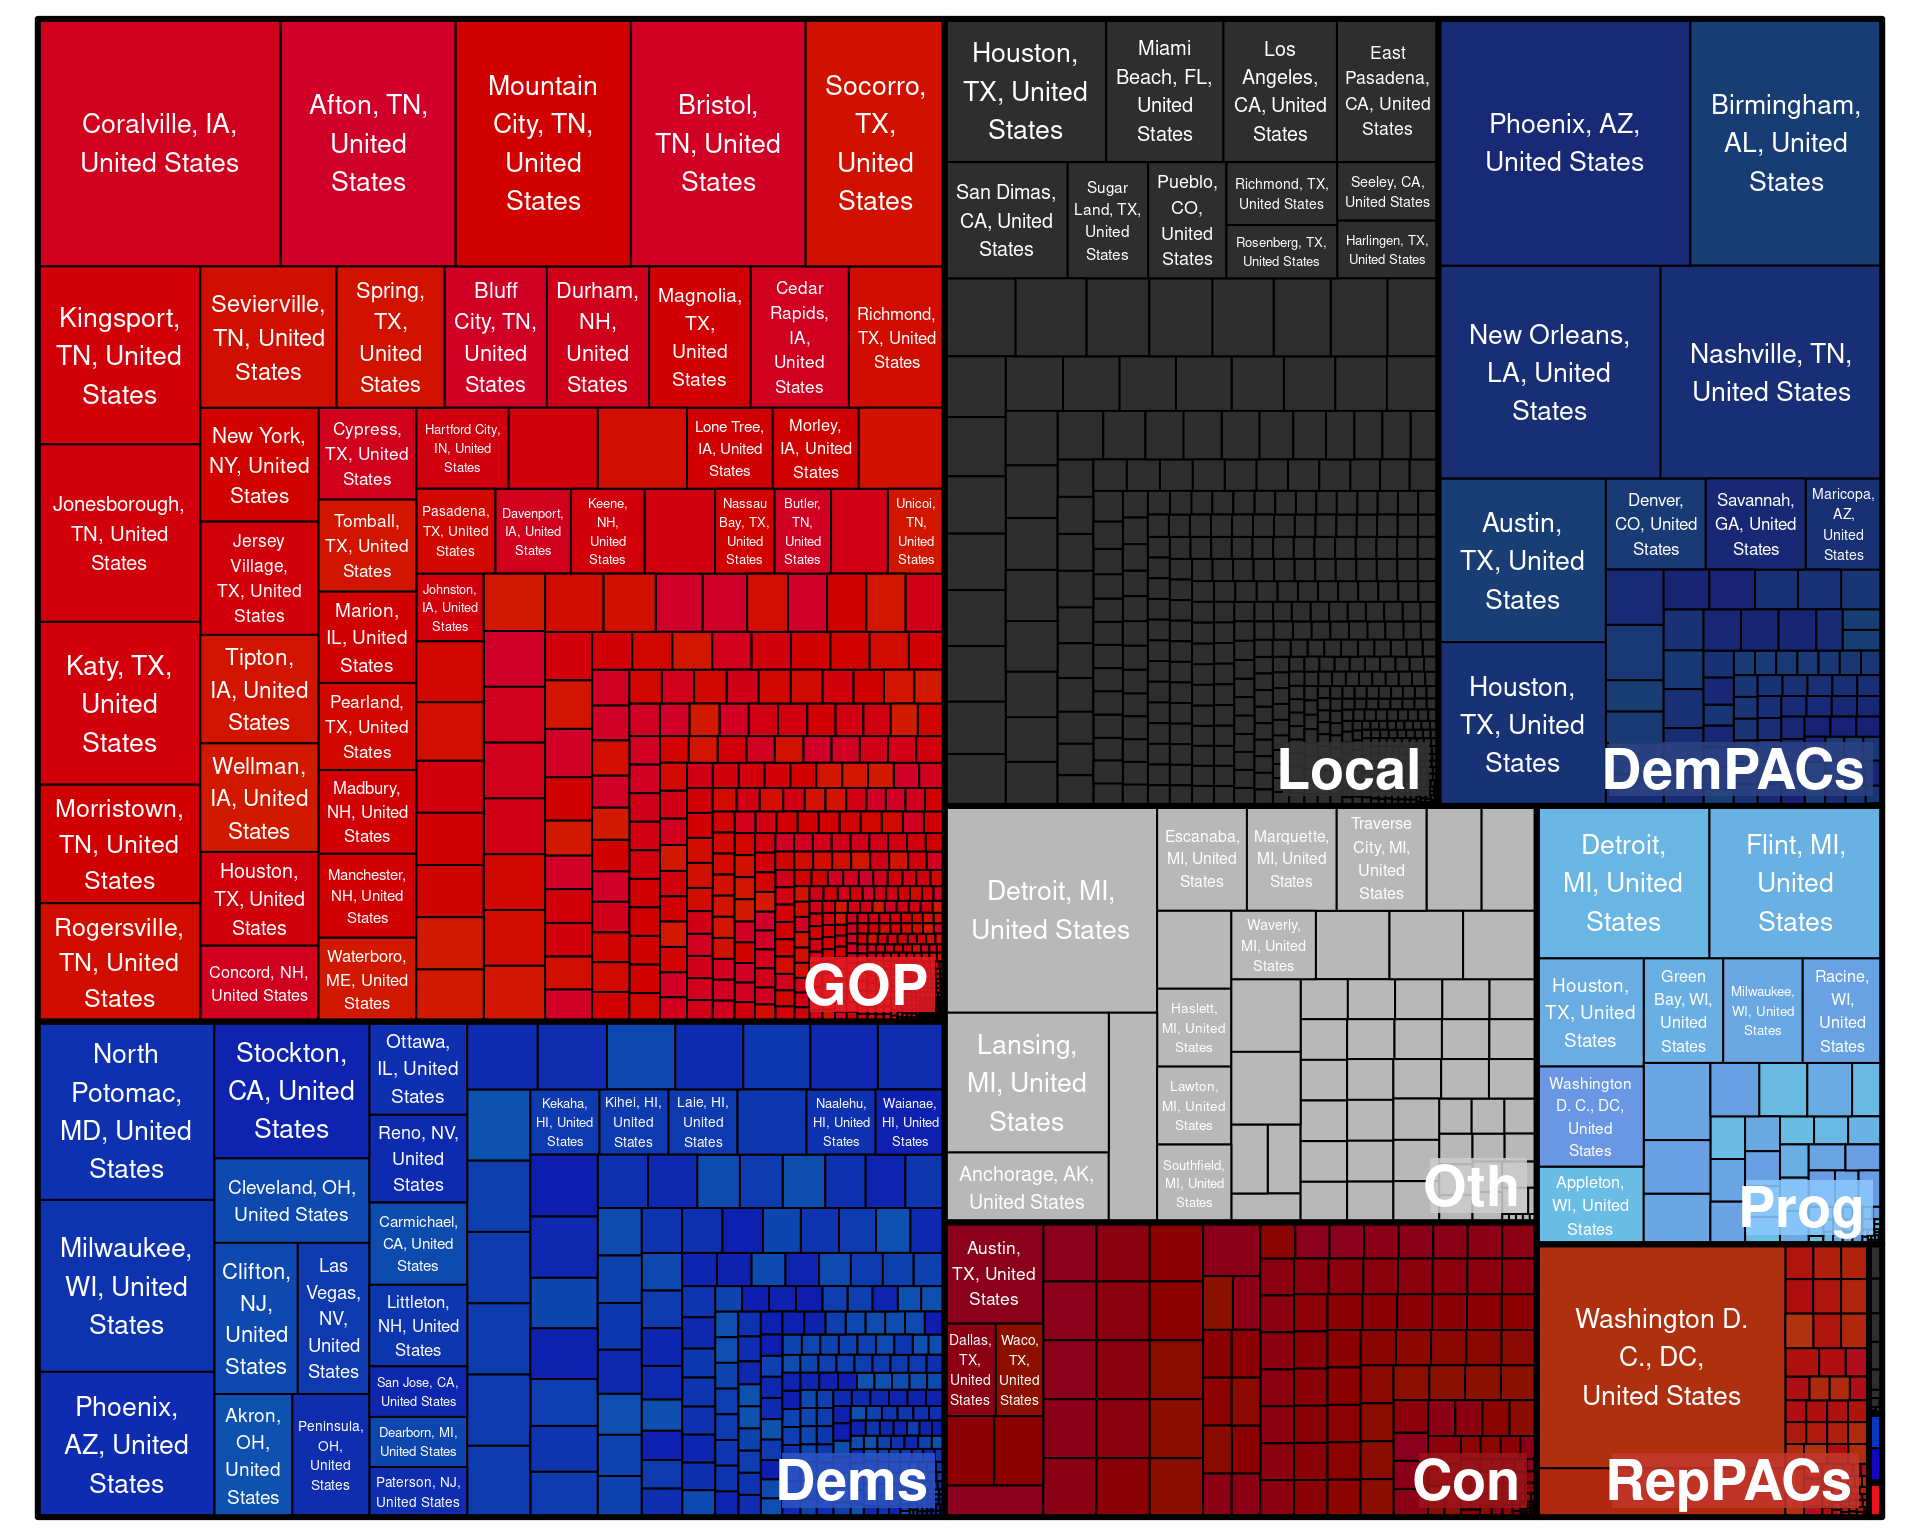 Coralville, IA,
United States
Afton, TN,
United
States
Mountain
City, TN,
United
States
Bristol,
TN, United
States
Socorro,
TX,
United
States
Kingsport,
TN, United
States
Sevierville,
TN, United
States
Spring,
TX,
United
States
Bluff
City, TN,
United
States
Durham,
NH,
United
States
Magnolia,
TX,
United
States
Cedar
Rapids,
IA,
United
States
Richmond,
TX, United
States
Jonesborough,
TN, United
States
Katy, TX,
United
States
Morristown,
TN, United
States
Rogersville,
TN, United
States
New York,
NY, United
States
Jersey
Village,
TX, United
States
Tipton,
IA, United
States
Wellman,
IA, United
States
Houston,
TX, United
States
Concord, NH,
United States
Cypress,
TX, United
States
Tomball,
TX, United
States
Marion,
IL, United
States
Pearland,
TX, United
States
Madbury,
NH, United
States
Manchester,
NH, United
States
Waterboro,
ME, United
States
Hartford City,
IN, United
States
Lone Tree,
IA, United
States
Morley,
IA, United
States
Pasadena,
TX, United
States
Davenport,
IA, United
States
Keene,
NH,
United
States
Nassau
Bay, TX,
United
States
Butler,
TN,
United
States
Unicoi,
TN,
United
States
Johnston,
IA, United
States
GOP
North
Potomac,
MD, United
States
Milwaukee,
WI, United
States
Phoenix,
AZ, United
States
Stockton,
CA, United
States
Cleveland, OH,
United States
Clifton,
NJ,
United
States
Las
Vegas,
NV,
United
States
Akron,
OH,
United
States
Peninsula,
OH,
United
States
Ottawa,
IL, United
States
Reno, NV,
United
States
Carmichael,
CA, United
States
Littleton,
NH, United
States
San Jose, CA,
United States
Dearborn, MI,
United States
Paterson, NJ,
United States
Kekaha,
HI, United
States
Kihei, HI,
United
States
Laie, HI,
United
States
Naalehu,
HI, United
States
Waianae,
HI, United
States
Dems
Houston,
TX, United
States
Miami
Beach, FL,
United
States
Los
Angeles,
CA, United
States
East
Pasadena,
CA, United
States
San Dimas,
CA, United
States
Sugar
Land, TX,
United
States
Pueblo,
CO,
United
States
Richmond, TX,
United States
Rosenberg, TX,
United States
Seeley, CA,
United States
Harlingen, TX,
United States
Local
Phoenix, AZ,
United States
Birmingham,
AL, United
States
New Orleans,
LA, United
States
Nashville, TN,
United States
Austin,
TX, United
States
Houston,
TX, United
States
Denver,
CO, United
States
Savannah,
GA, United
States
Maricopa,
AZ,
United
States
DemPACs
Detroit, MI,
United States
Lansing,
MI, United
States
Anchorage, AK,
United States
Escanaba,
MI, United
States
Marquette,
MI, United
States
Traverse
City, MI,
United
States
Waverly,
MI, United
States
Haslett,
MI, United
States
Lawton,
MI, United
States
Southfield,
MI, United
States
Oth
Detroit,
MI, United
States
Flint, MI,
United
States
Houston,
TX, United
States
Green
Bay, WI,
United
States
Milwaukee,
WI, United
States
Racine,
WI,
United
States
Washington
D. C., DC,
United
States
Appleton,
WI, United
States
Prog
Austin,
TX, United
States
Dallas,
TX,
United
States
Waco,
TX,
United
States
Con
Washington D.
C., DC,
United States
RepPACs